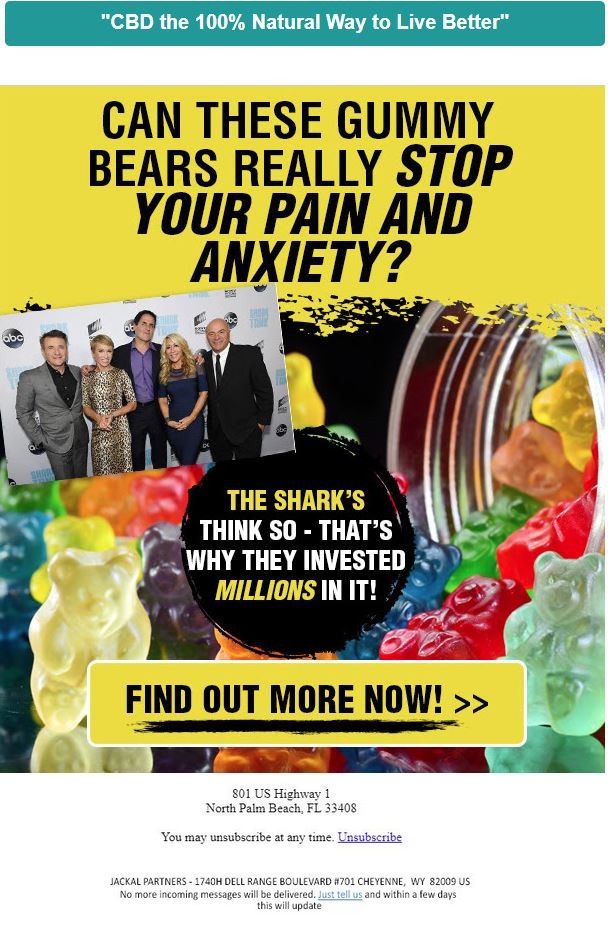 "CBD the 100% Natural Way to Live Better"
CAN THESE GUMMY
BEARS REALLY STOP
YOUR PAIN AND
ANXIETY?
abc
SHARK TANK
THE SHARK'S
THINK SO - THAT'S
WHY THEY INVESTED
MILLIONS IN IT!
FIND OUT MORE NOW! >>
801 US Highway 1
North Palm Beach, FL 33408
You may unsubscribe at any time. Unsubscribe
JACKAL PARTNERS - 1740H DELL RANGE BOULEVARD #701 CHEYENNE, WY 82009 US
No more incoming messages will be delivered. Just tell us and within a few days
this will update